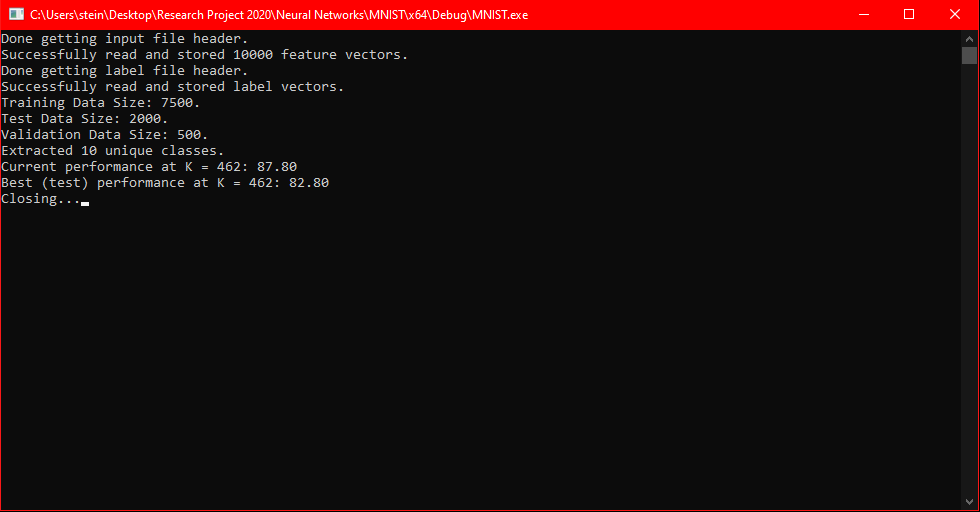 C:\Users\stein\Desktop\Research Project 2020\Neural Networks\MNIST\x64\Debug\MNIST.exe
Done getting input file header.
Successfully read and stored 10000 feature vectors.
Done getting label file header.
Successfully read and stored label vectors.
Training Data Size: 7500.
Test Data Size: 2000.
Validation Data Size: 500.
Extracted 10 unique classes.
Current performance at K = 462: 87.80
Best (test) performance at K = 462: 82.80
Closing...